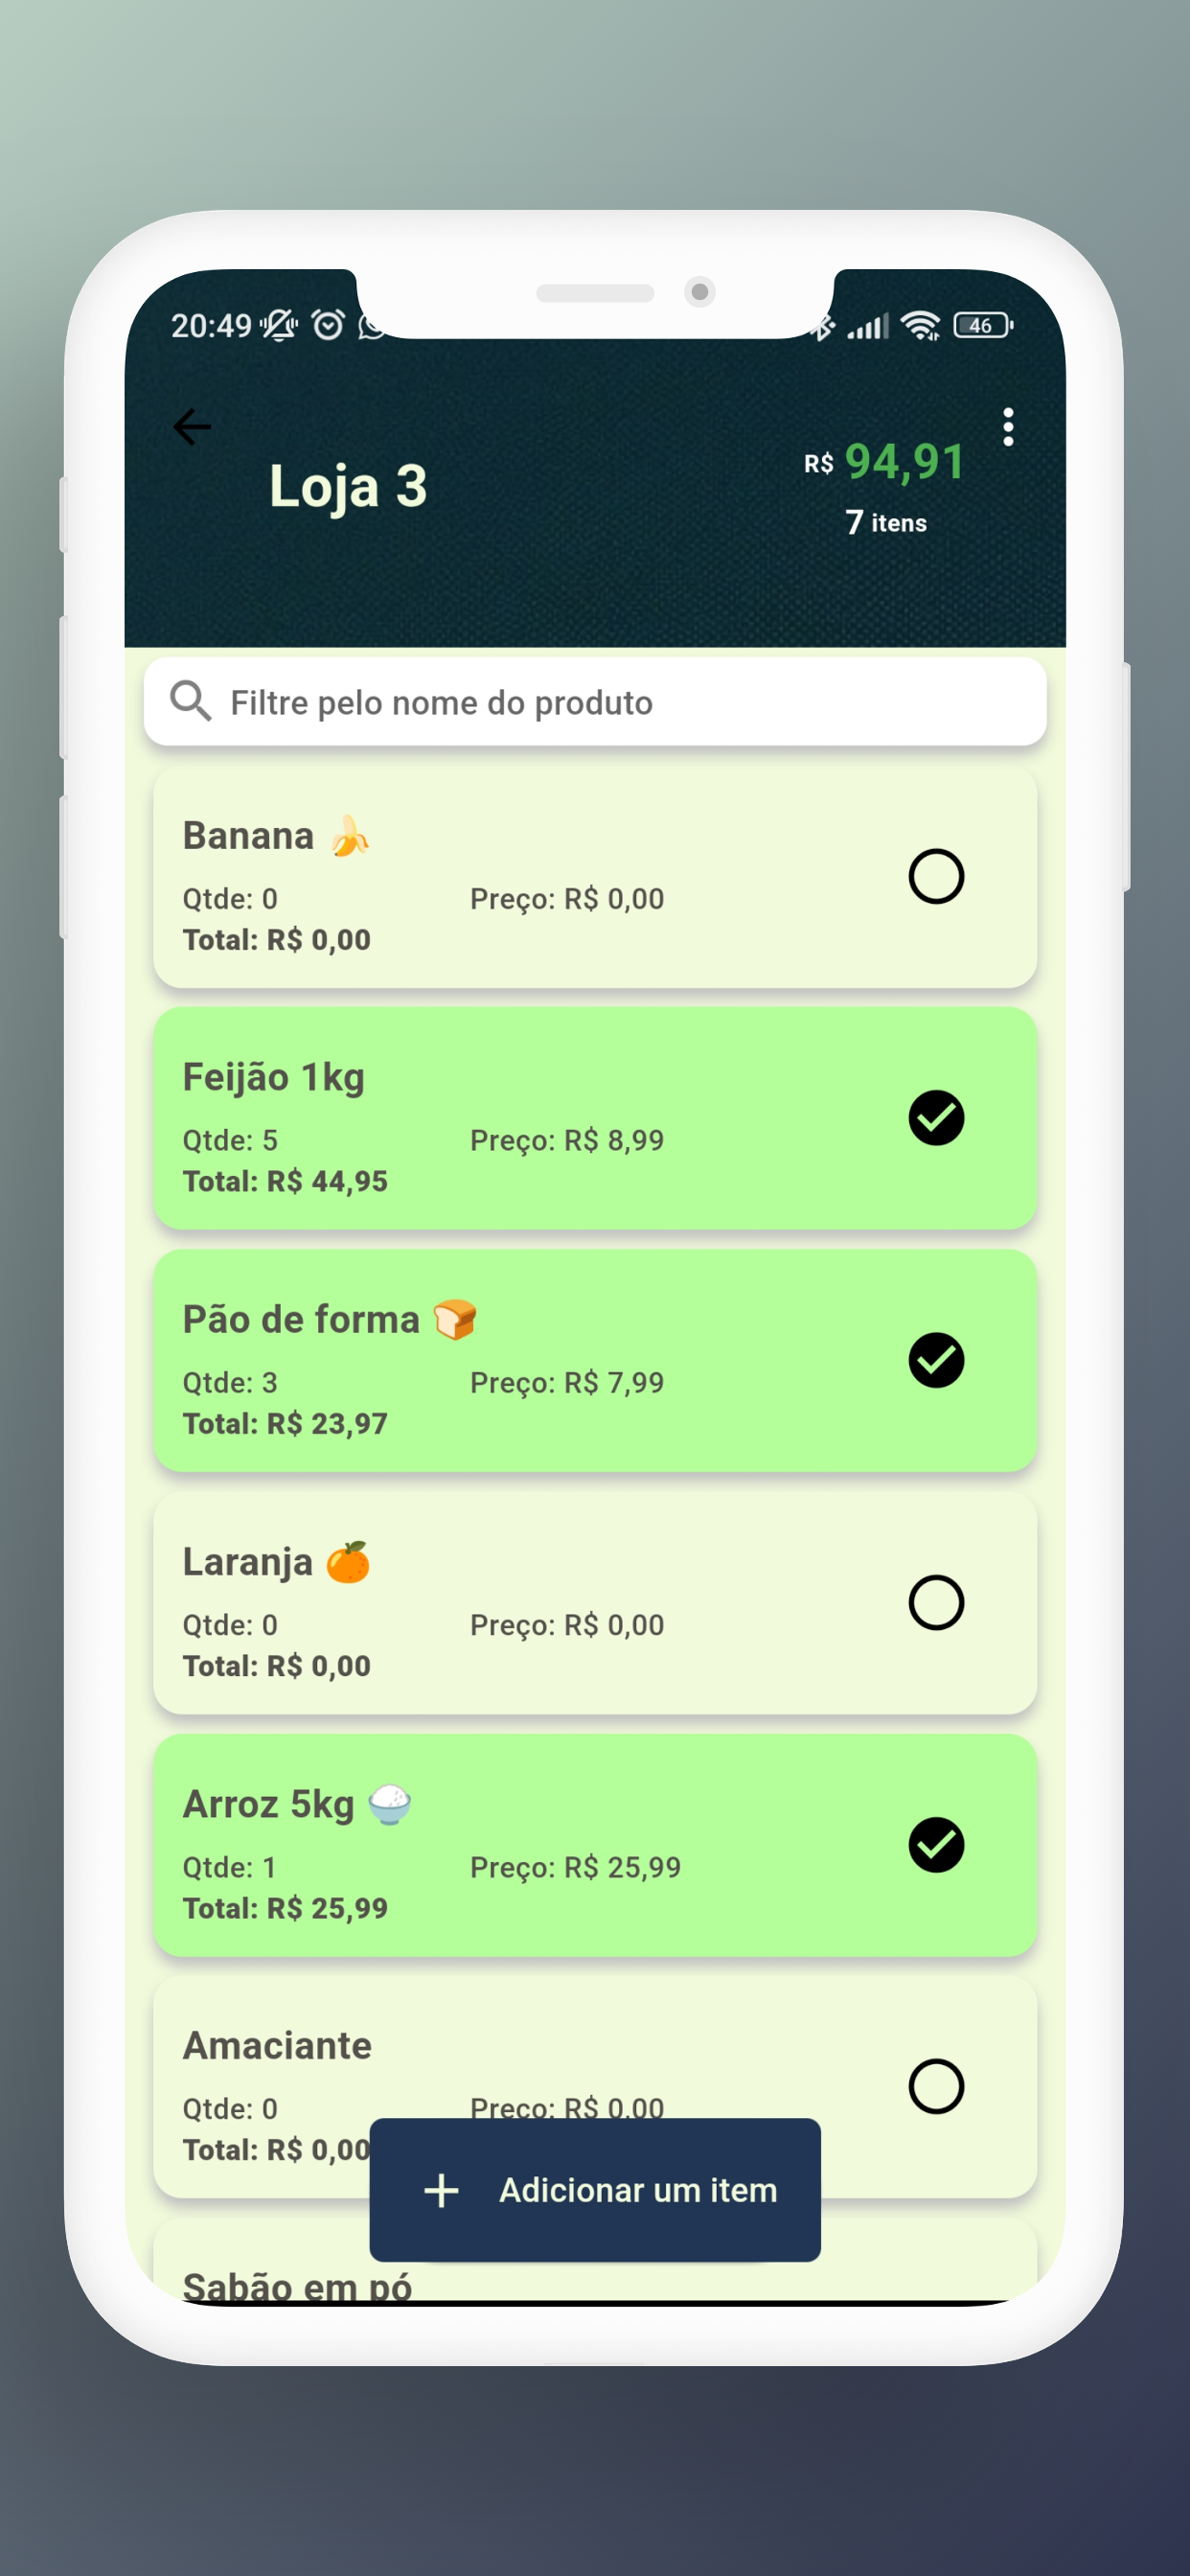 20:49
46
Loja 3
R$ 94,91
7 itens
Filtre pelo nome do produto
Banana 🍌
Qtde: 0 Preço: R$ 0,00
Total: R$ 0,00
Feijão 1kg
Qtde: 5 Preço: R$ 8,99
Total: R$ 44,95
Pão de forma 🍞
Qtde: 3 Preço: R$ 7,99
Total: R$ 23,97
Laranja 🍊
Qtde: 0 Preço: R$ 0,00
Total: R$ 0,00
Arroz 5kg 🍚
Qtde: 1 Preço: R$ 25,99
Total: R$ 25,99
Amaciante
Qtde: 0 Preço: R$ 0,00
Total: R$ 0,00
+ Adicionar um item
Sabão em pó